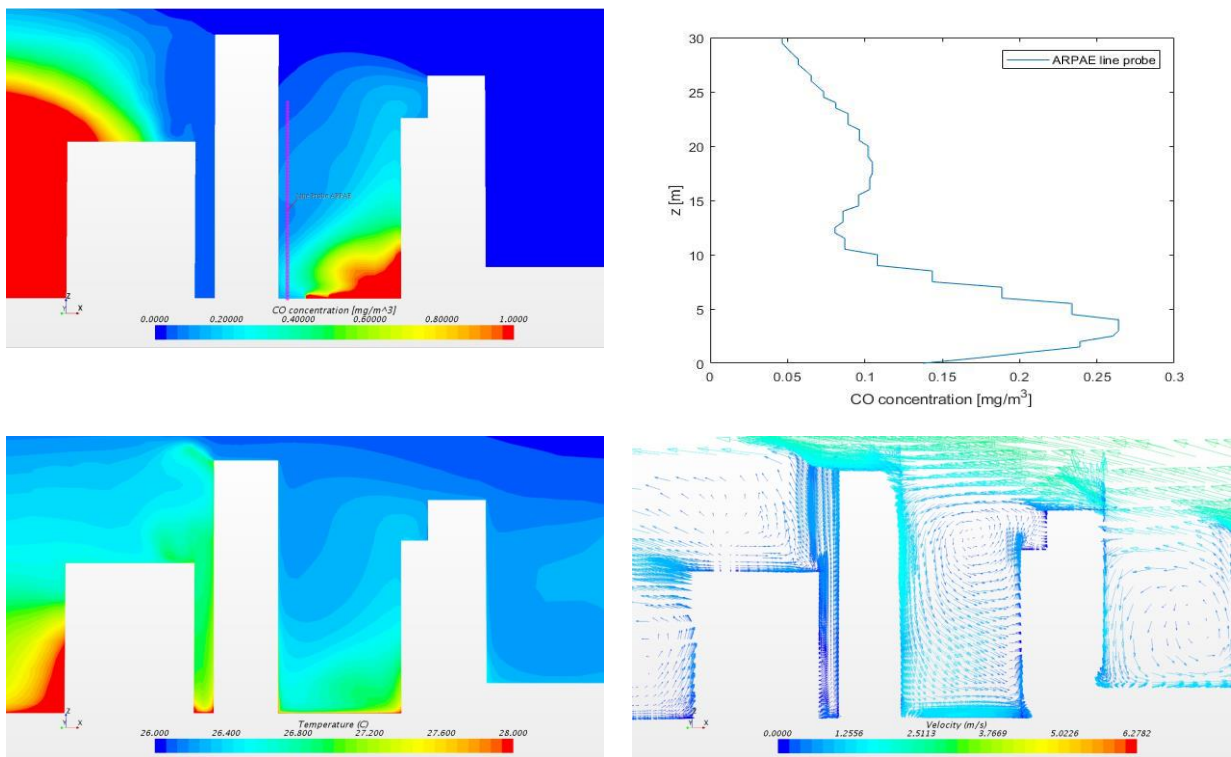 Z
Y X
CO concentration [mg/m^3]
0.0000 0.20000 0.40000 0.60000 0.80000 1.0000
30
25
20
15
10
5
0
z [m]
ARPAE line probe
0 0.05 0.1 0.15 0.2 0.25 0.3
CO concentration [mg/m3]
Z
Y X
Temperature (C)
26.000 26.400 26.800 27.200 27.600 28.000
Z
Y X
Velocity (m/s)
0.0000 1.2556 2.5113 3.7669 5.0226 6.2782